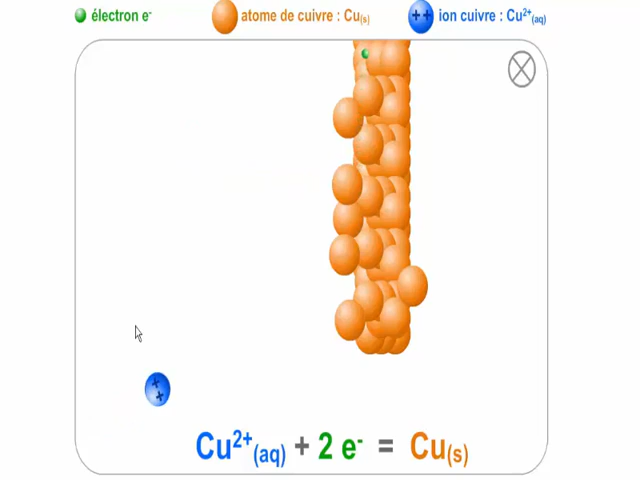 électron e⁻ atome de cuivre : Cu(s) ion cuivre : Cu²⁺(aq)
Cu²⁺(aq) + 2 e⁻ = Cu(s)